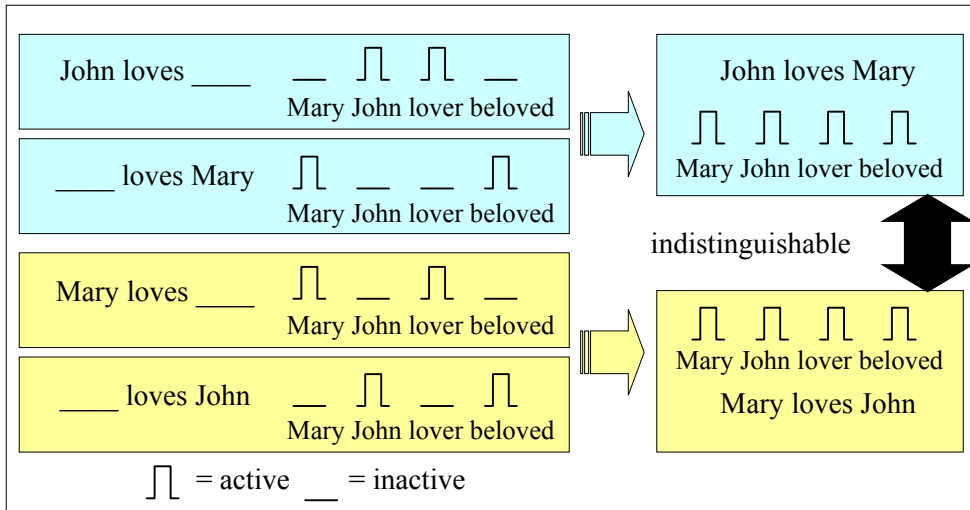 John loves ____
Mary John lover beloved
____ loves Mary
Mary John lover beloved
Mary loves ____
Mary John lover beloved
____ loves John
Mary John lover beloved
= active = inactive
John loves Mary
Mary John lover beloved
indistinguishable
Mary John lover beloved
Mary loves John